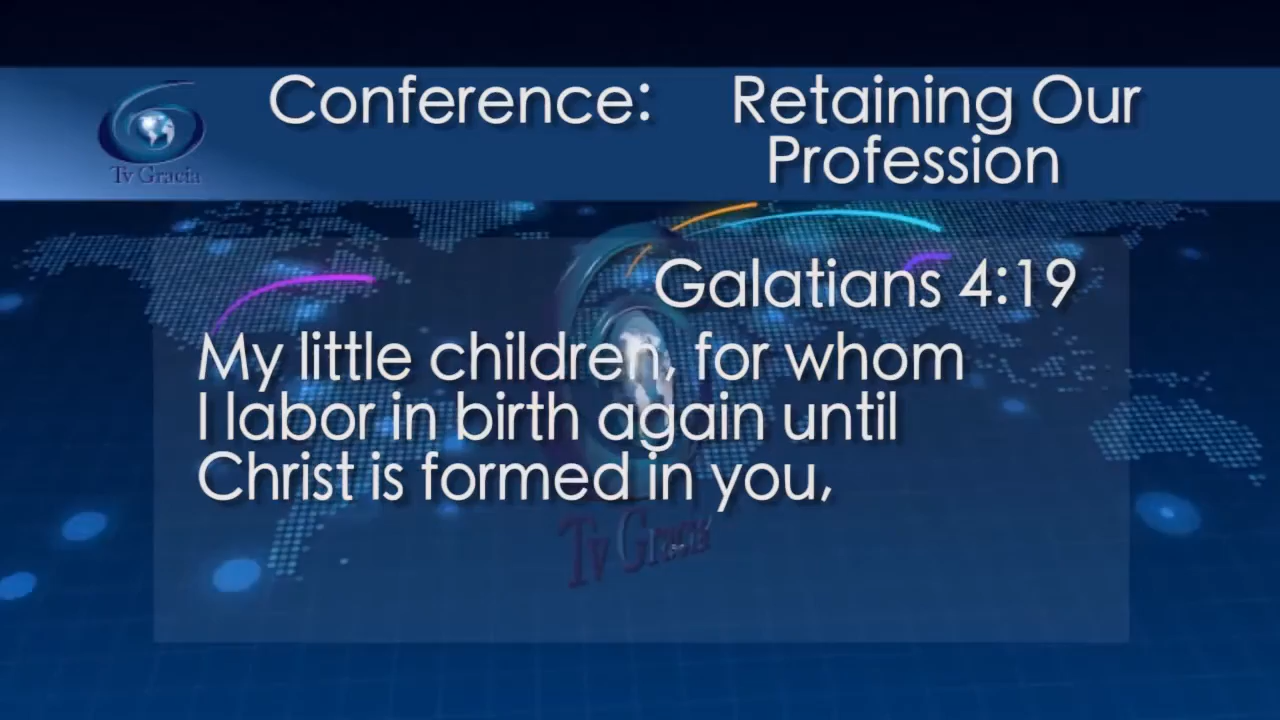 Conference: Retaining Our
Profession
Tv Gracia
Galatians 4:19
My little children, for whom
I labor in birth again until
Christ is formed in you,
Tv Gracia